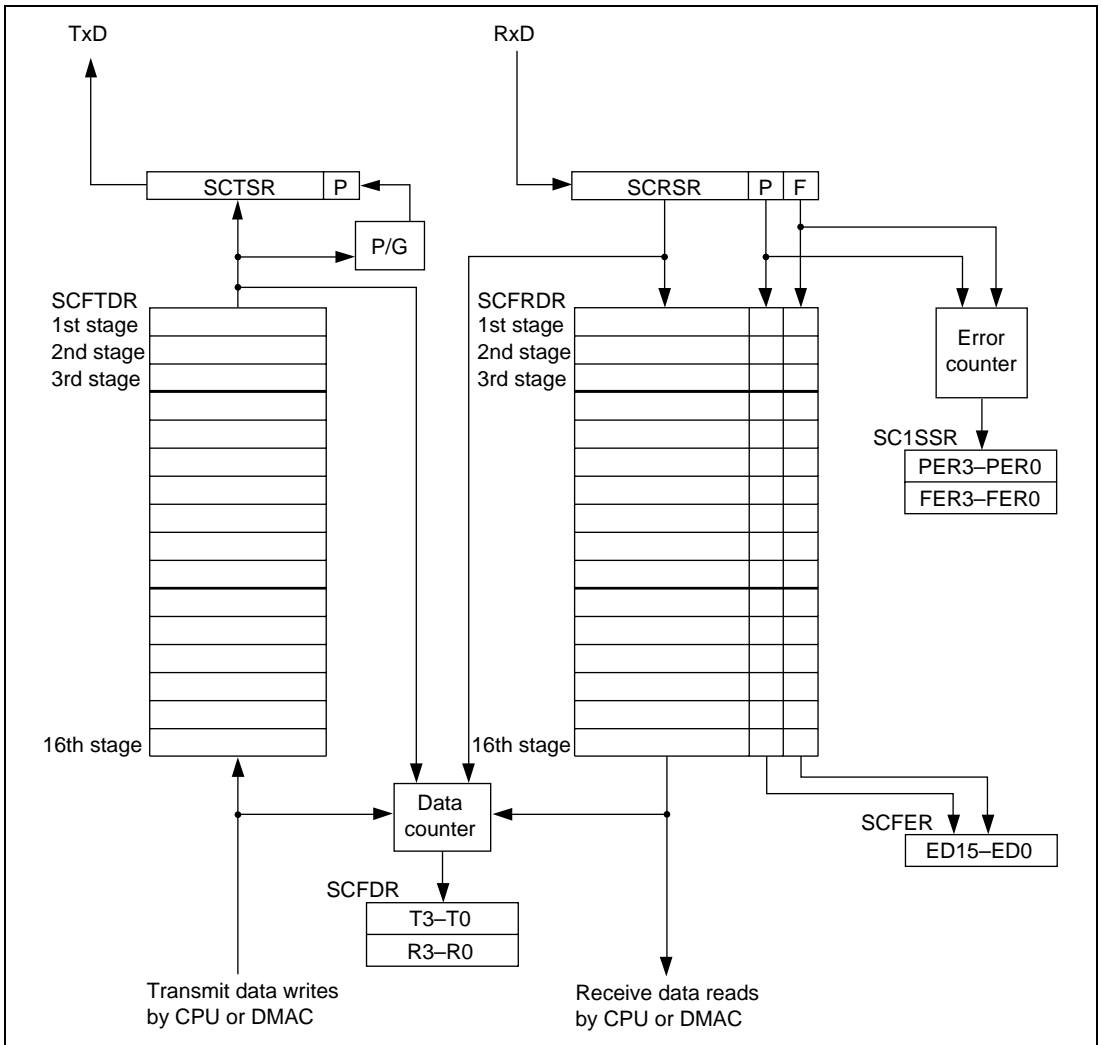 TxD
RxD
SCTSR
P
SCRSR
P
F
P/G
SCFTDR
1st stage
2nd stage
3rd stage
16th stage
SCFRDR
1st stage
2nd stage
3rd stage
16th stage
Error
counter
SC1SSR
PER3–PER0
FER3–FER0
Data
counter
SCFER
ED15–ED0
SCFDR
T3–T0
R3–R0
Transmit data writes
by CPU or DMAC
Receive data reads
by CPU or DMAC